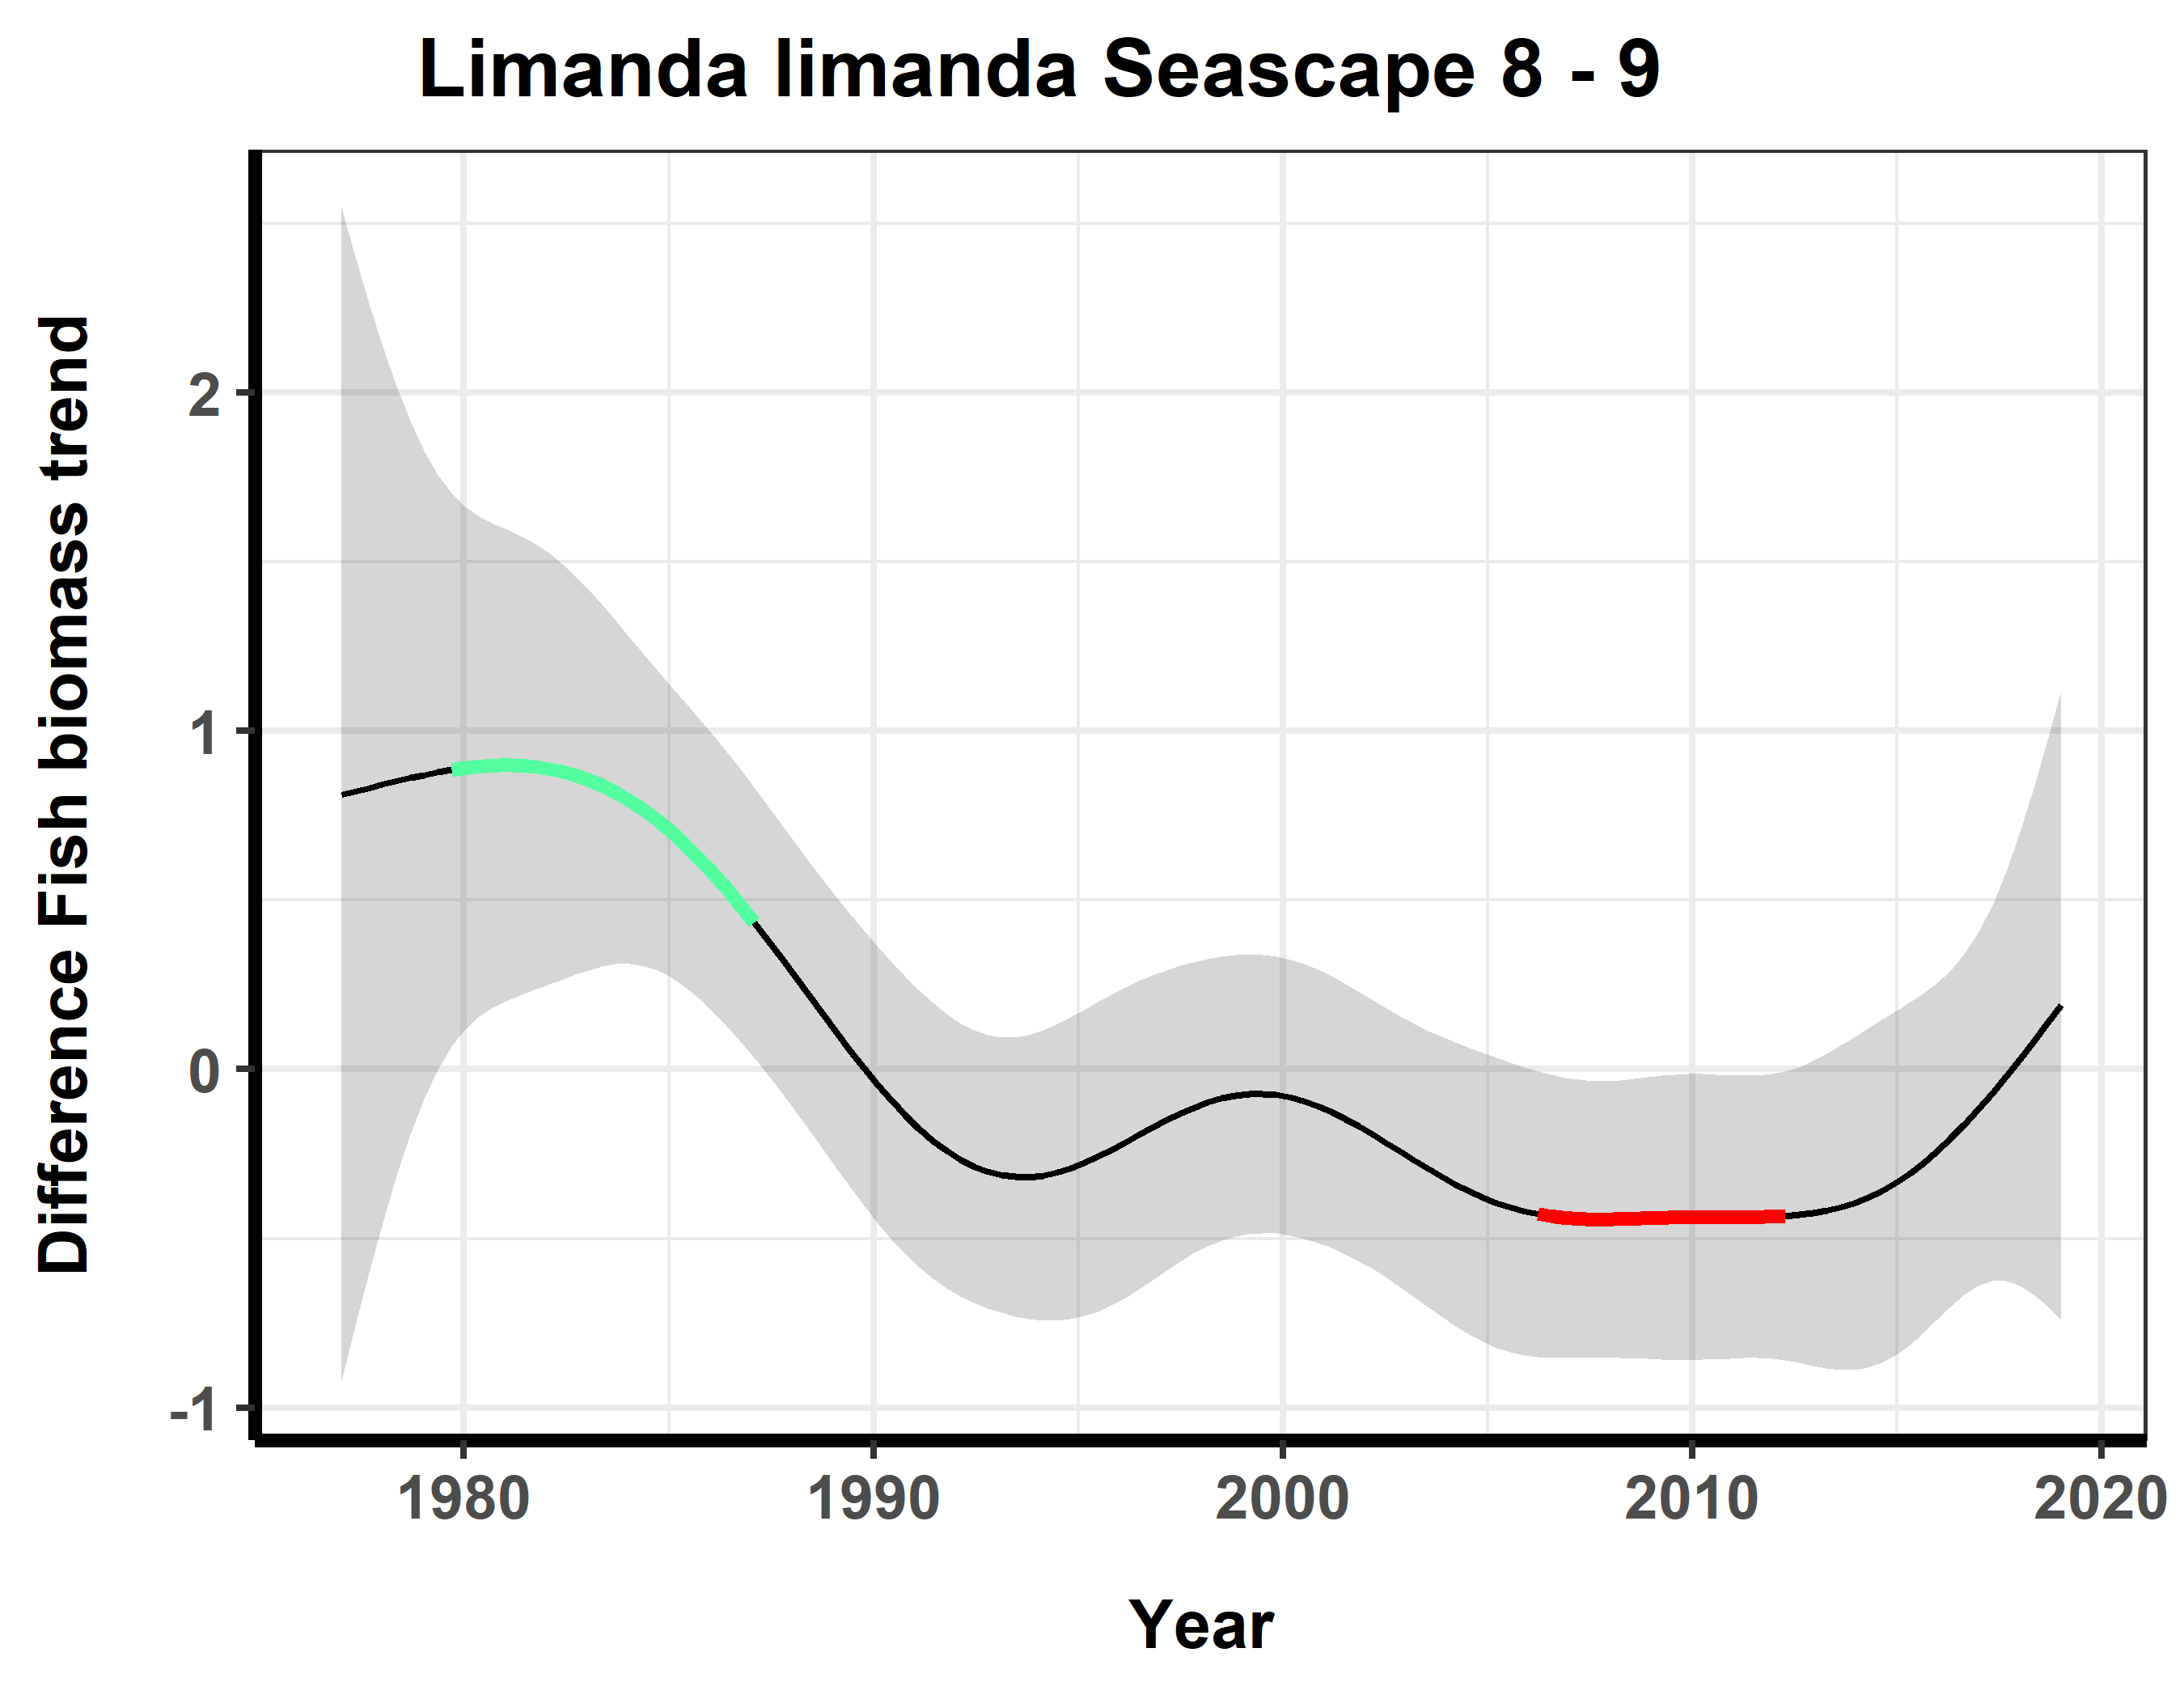 Limanda limanda Seascape 8 - 9
Difference Fish biomass trend
2
1
0
-1
1980 1990 2000 2010 2020
Year